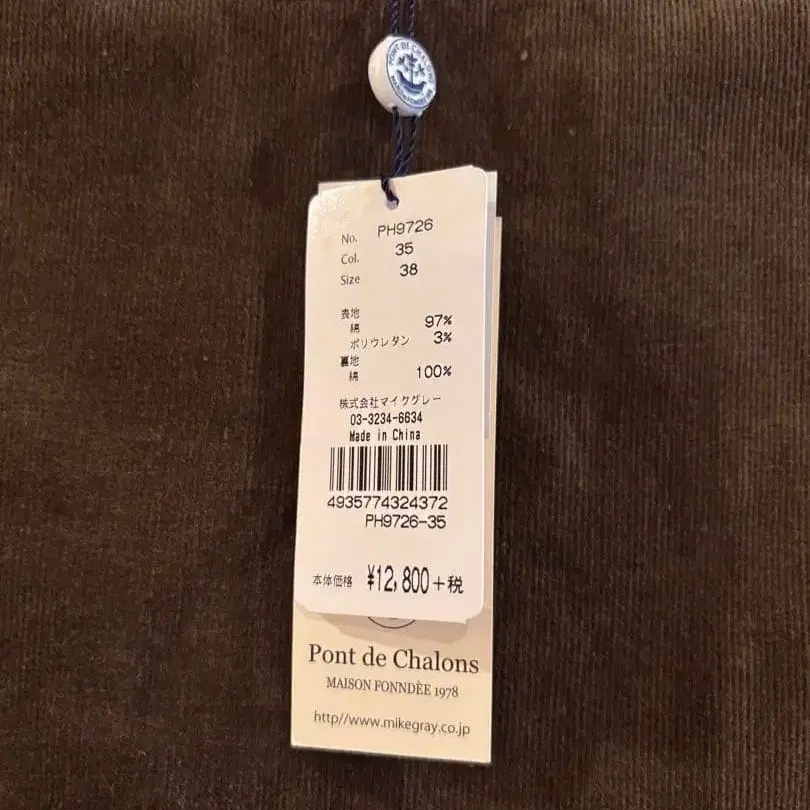 PONT DE CHALONS
No. PH9726
Col. 35
Size 38
表地
綿 97%
ポリウレタン 3%
裏地
綿 100%
株式会社マイクグレー
03-3234-6634
Made in China
4935774324372
PH9726-35
本体価格 ¥12,800+税
Pont de Chalons
MAISON FONNDÈE 1978
http//www.mikegray.co.jp